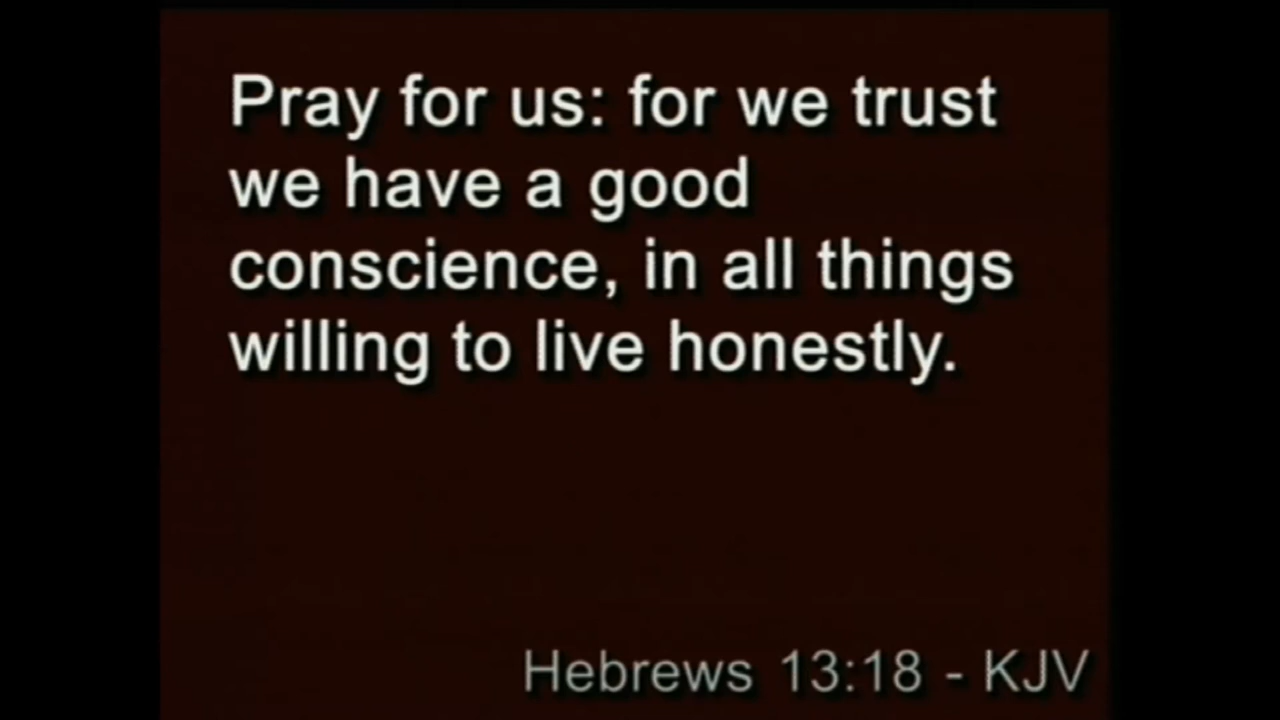 Pray for us: for we trust
we have a good
conscience, in all things
willing to live honestly.
Hebrews 13:18 - KJV